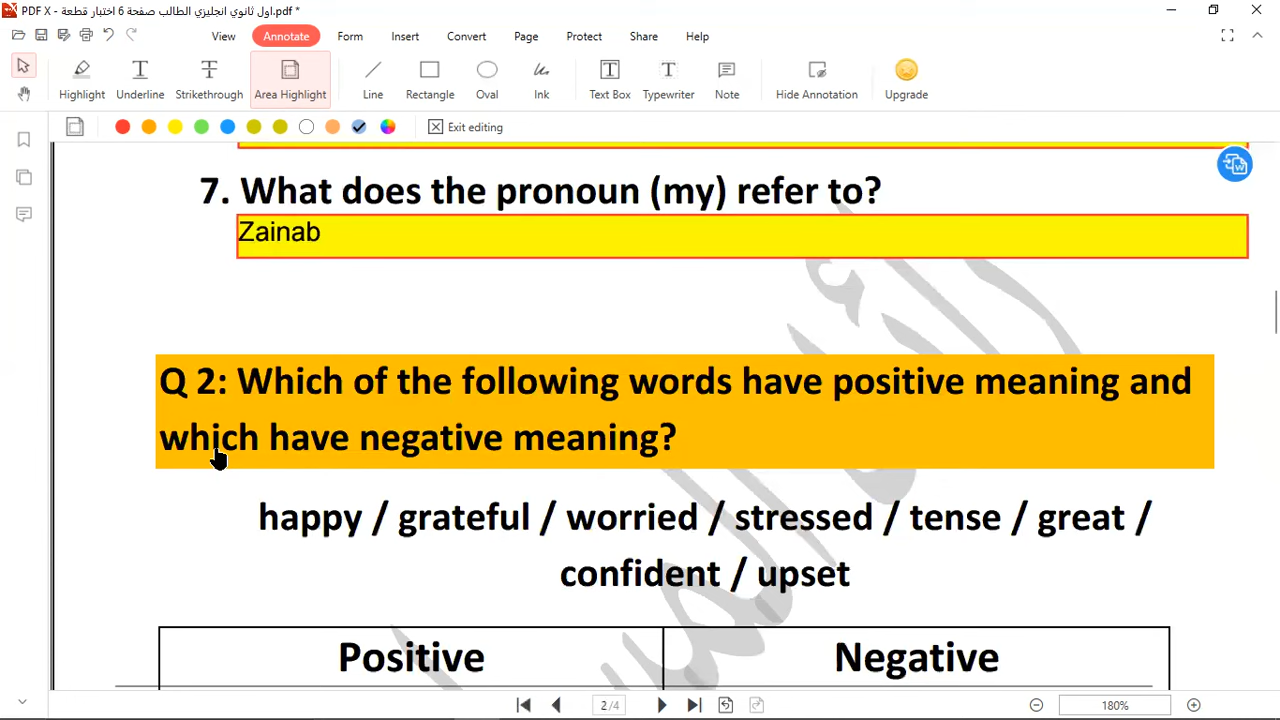 PDF X - اول ثانوي انجليزي الطالب صفحة 6 اختبار قطعة.pdf *
View Annotate Form Insert Convert Page Protect Share Help
Highlight Underline Strikethrough Area Highlight Line Rectangle Oval Ink Text Box Typewriter Note Hide Annotation Upgrade
Exit editing
7. What does the pronoun (my) refer to?
Zainab
Q 2: Which of the following words have positive meaning and
which have negative meaning?
happy / grateful / worried / stressed / tense / great /
confident / upset
Positive Negative
2/4 180%